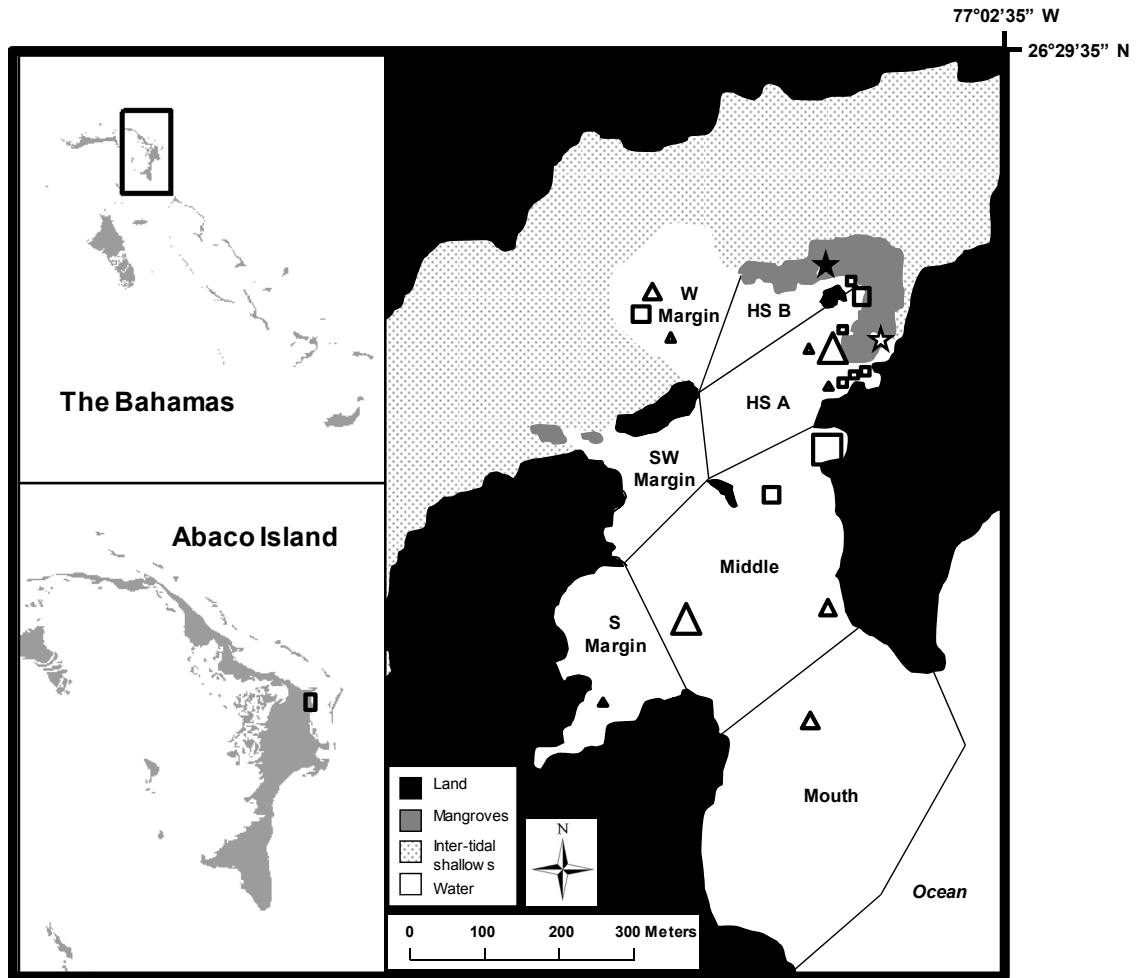 77°02'35” W
26°29'35” N
The Bahamas
Abaco Island
W
Margin
HS B
HS A
SW
Margin
Middle
S
Margin
Mouth
Ocean
Land
Mangroves
Inter-tidal
shallows
Water
N
0 100 200 300 Meters